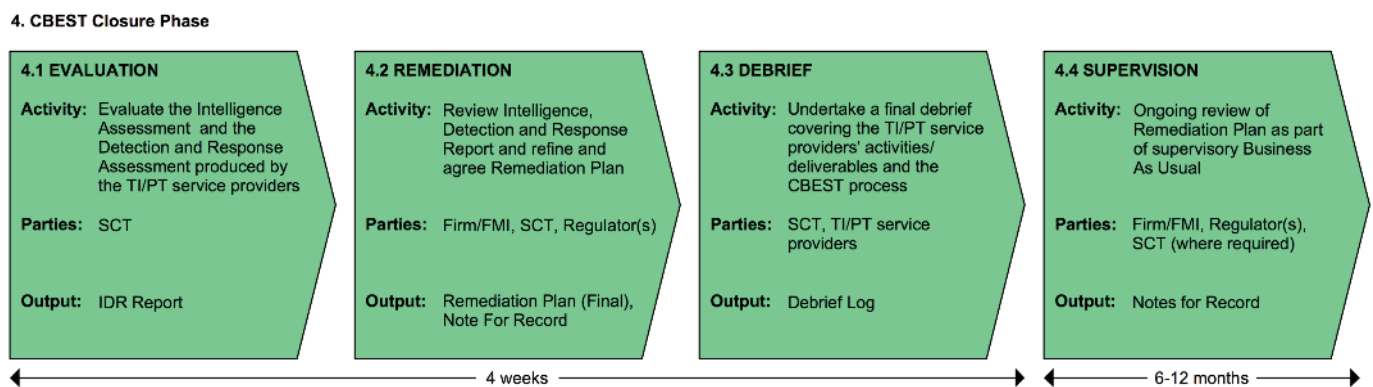 4. CBEST Closure Phase
4.1 EVALUATION
Activity: Evaluate the Intelligence
Assessment and the
Detection and Response
Assessment produced by
the TI/PT service providers
Parties: SCT
Output: IDR Report
4.2 REMEDIATION
Activity: Review Intelligence,
Detection and Response
Report and refine and
agree Remediation Plan
Parties: Firm/FMI, SCT, Regulator(s)
Output: Remediation Plan (Final),
Note For Record
4.3 DEBRIEF
Activity: Undertake a final debrief
covering the TI/PT service
providers' activities/
deliverables and the
CBEST process
Parties: SCT, TI/PT service
providers
Output: Debrief Log
4.4 SUPERVISION
Activity: Ongoing review of
Remediation Plan as part
of supervisory Business
As Usual
Parties: Firm/FMI, Regulator(s),
SCT (where required)
Output: Notes for Record
4 weeks
6-12 months